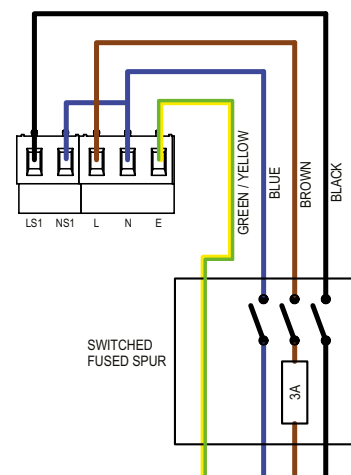 LS1 NS1 L N E
GREEN / YELLOW
BLUE
BROWN
BLACK
SWITCHED
FUSED SPUR
3A